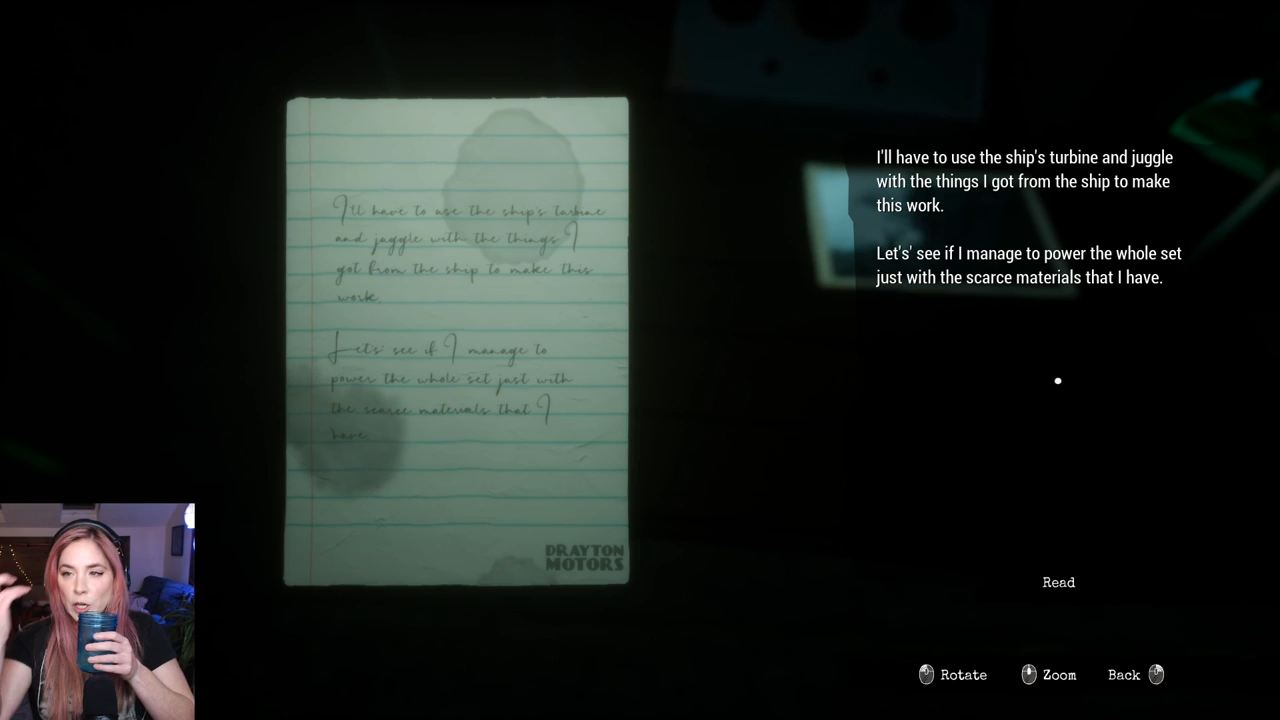 I'll have to use the ship's turbine
and juggle with the things I
got from the ship to make this
work.
Let's' see if I manage to
power the whole set just with
the scarce materials that I
have.
DRAYTON
MOTORS
I'll have to use the ship's turbine and juggle
with the things I got from the ship to make
this work.
Let's' see if I manage to power the whole set
just with the scarce materials that I have.
Read
Rotate
Zoom
Back